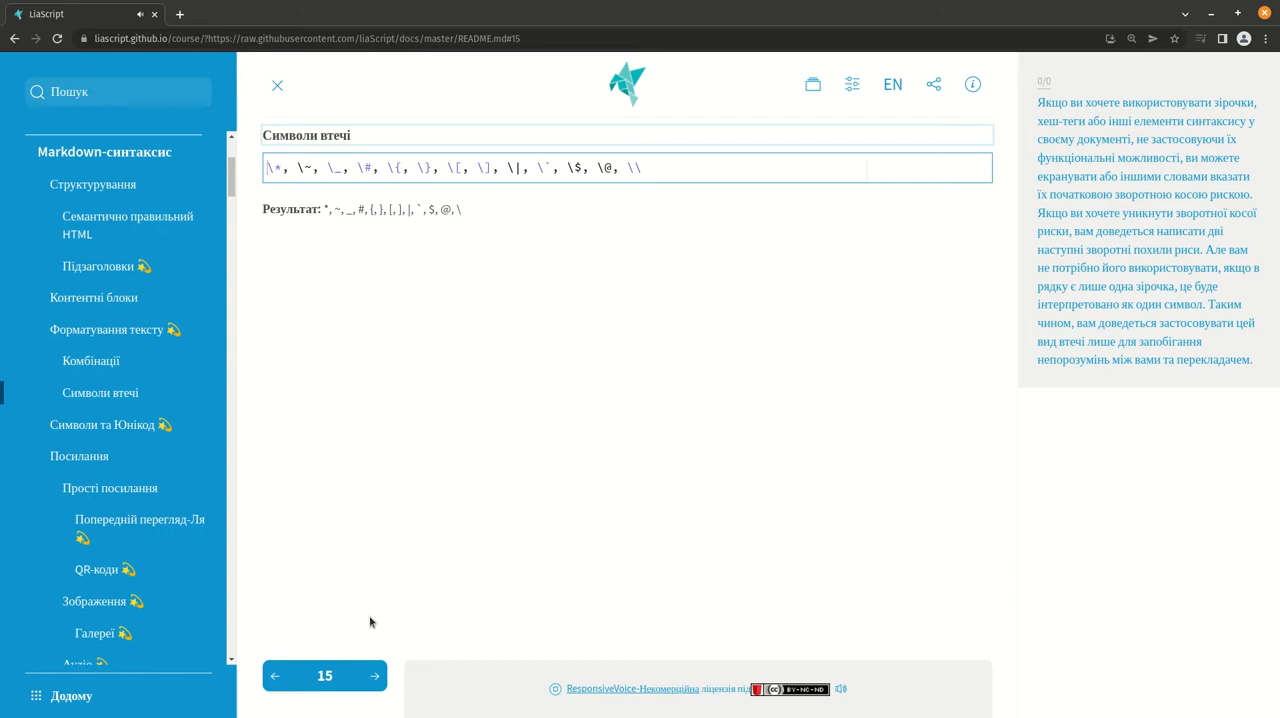 LiaScript
liascript.github.io/course/?https://raw.githubusercontent.com/liaScript/docs/master/README.md#15
Пошук
Markdown-синтаксис
Структурування
Семантично правильний
HTML
Підзаголовки 💫
Контентні блоки
Форматування тексту 💫
Комбінації
Символи втечі
Символи та Юнікод 💫
Посилання
Прості посилання
Попередній перегляд-Ля
💫
QR-коди 💫
Зображення 💫
Галереї 💫
Аудіо 💫
Додому
EN
Символи втечі
\*, \~, \_, \#, \{, \}, \[, \], \|, \`, \$, \@, \\
Результат: *, ~, _, #, {, }, [, ], |, `, $, @, \
← 15 →
ResponsiveVoice-Некомерційна ліцензія під
cc BY-NC-ND
0/0
Якщо ви хочете використовувати зірочки,
хеш-теги або інші елементи синтаксису у
своєму документі, не застосовуючи їх
функціональні можливості, ви можете
екранувати або іншими словами вказати
їх початковою зворотною косою рискою.
Якщо ви хочете уникнути зворотної косої
риски, вам доведеться написати дві
наступні зворотні похили риси. Але вам
не потрібно його використовувати, якщо в
рядку є лише одна зірочка, це буде
інтерпретовано як один символ. Таким
чином, вам доведеться застосовувати цей
вид втечі лише для запобігання
непорозумінь між вами та перекладачем.